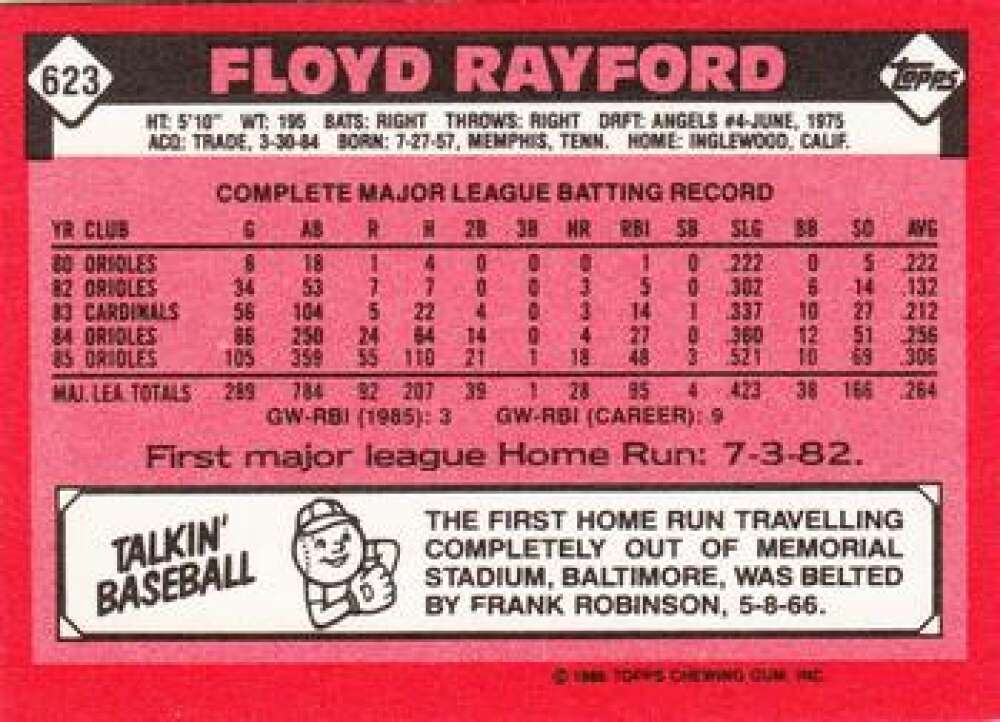 623
FLOYD RAYFORD
TOPPS
HT: 5'10" WT: 195 BATS: RIGHT THROWS: RIGHT DRFT: ANGELS #4-JUNE, 1975
ACQ: TRADE, 3-30-84 BORN: 7-27-57, MEMPHIS, TENN. HOME: INGLEWOOD, CALIF.
COMPLETE MAJOR LEAGUE BATTING RECORD
YR CLUB G AB R H 2B 3B HR RBI SB SLG BB SO AVG
80 ORIOLES 8 18 1 4 0 0 0 1 0 .222 0 5 .222
82 ORIOLES 34 53 7 7 0 0 3 5 0 .302 6 14 .132
83 CARDINALS 56 104 5 22 4 0 3 14 1 .337 10 27 .212
84 ORIOLES 86 250 24 64 14 0 4 27 0 .360 12 51 .256
85 ORIOLES 105 359 55 110 21 1 18 48 3 .521 10 69 .306
MAJ. LEA. TOTALS 289 784 92 207 39 1 28 95 4 .423 38 166 .264
GW-RBI (1985): 3 GW-RBI (CAREER): 9
First major league Home Run: 7-3-82.
TALKIN'
BASEBALL
THE FIRST HOME RUN TRAVELLING
COMPLETELY OUT OF MEMORIAL
STADIUM, BALTIMORE, WAS BELTED
BY FRANK ROBINSON, 5-8-66.
© 1986 TOPPS CHEWING GUM, INC.